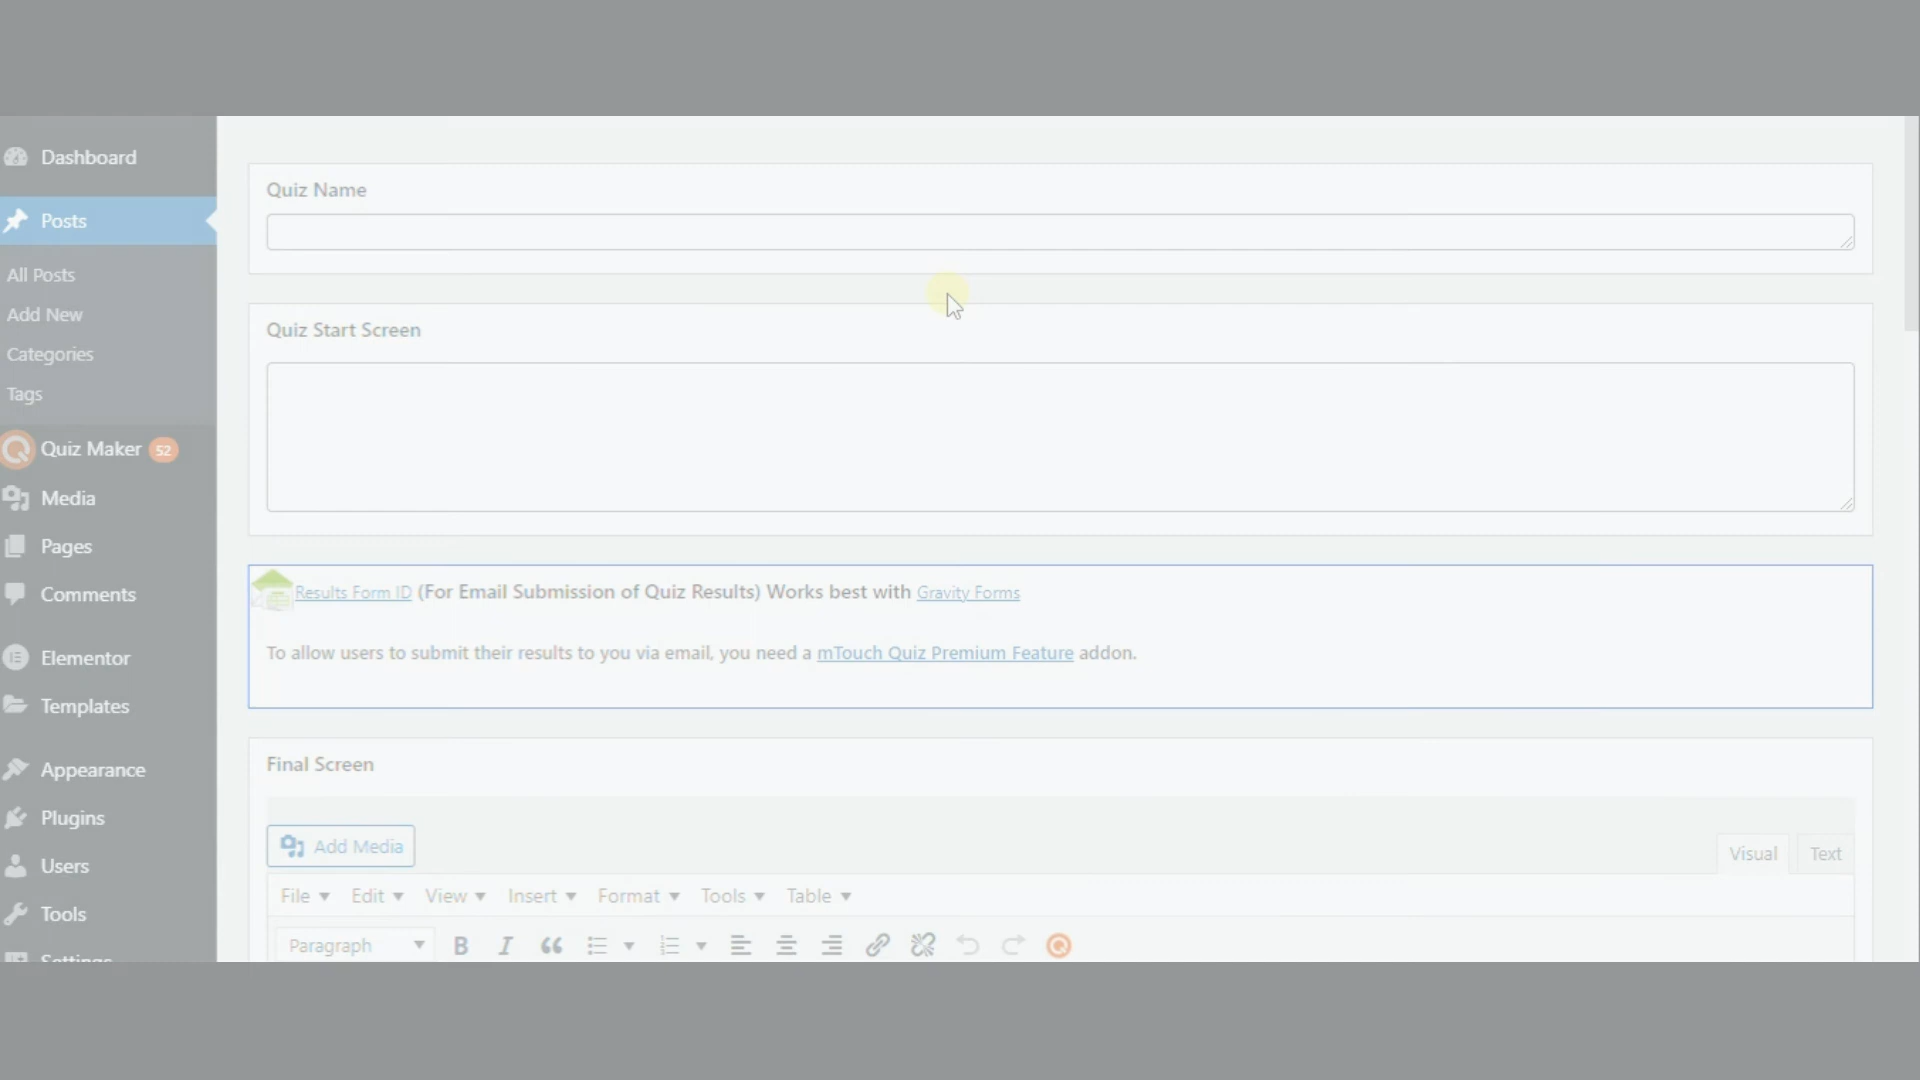 Dashboard
Posts
All Posts
Add New
Categories
Tags
Quiz Maker 52
Media
Pages
Comments
Elementor
Templates
Appearance
Plugins
Users
Tools
Settings
Quiz Name
Quiz Start Screen
Results Form ID (For Email Submission of Quiz Results) Works best with Gravity Forms
To allow users to submit their results to you via email, you need a mTouch Quiz Premium Feature addon.
Final Screen
Add Media
Visual Text
File Edit View Insert Format Tools Table
Paragraph B I